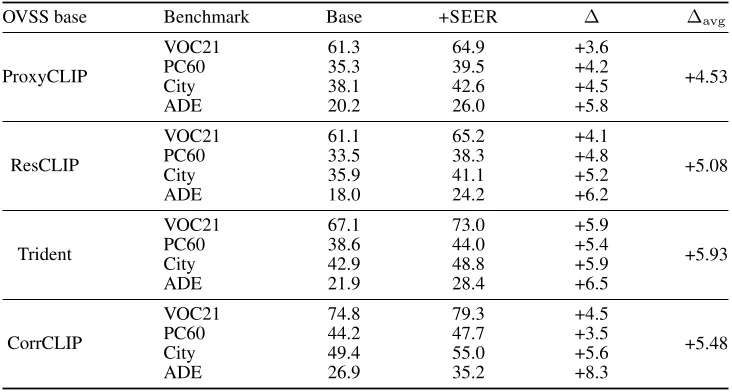 OVSS base Benchmark Base +SEER Δ Δavg
ProxyCLIP VOC21 61.3 64.9 +3.6 +4.53
PC60 35.3 39.5 +4.2
City 38.1 42.6 +4.5
ADE 20.2 26.0 +5.8
ResCLIP VOC21 61.1 65.2 +4.1 +5.08
PC60 33.5 38.3 +4.8
City 35.9 41.1 +5.2
ADE 18.0 24.2 +6.2
Trident VOC21 67.1 73.0 +5.9 +5.93
PC60 38.6 44.0 +5.4
City 42.9 48.8 +5.9
ADE 21.9 28.4 +6.5
CorrCLIP VOC21 74.8 79.3 +4.5 +5.48
PC60 44.2 47.7 +3.5
City 49.4 55.0 +5.6
ADE 26.9 35.2 +8.3